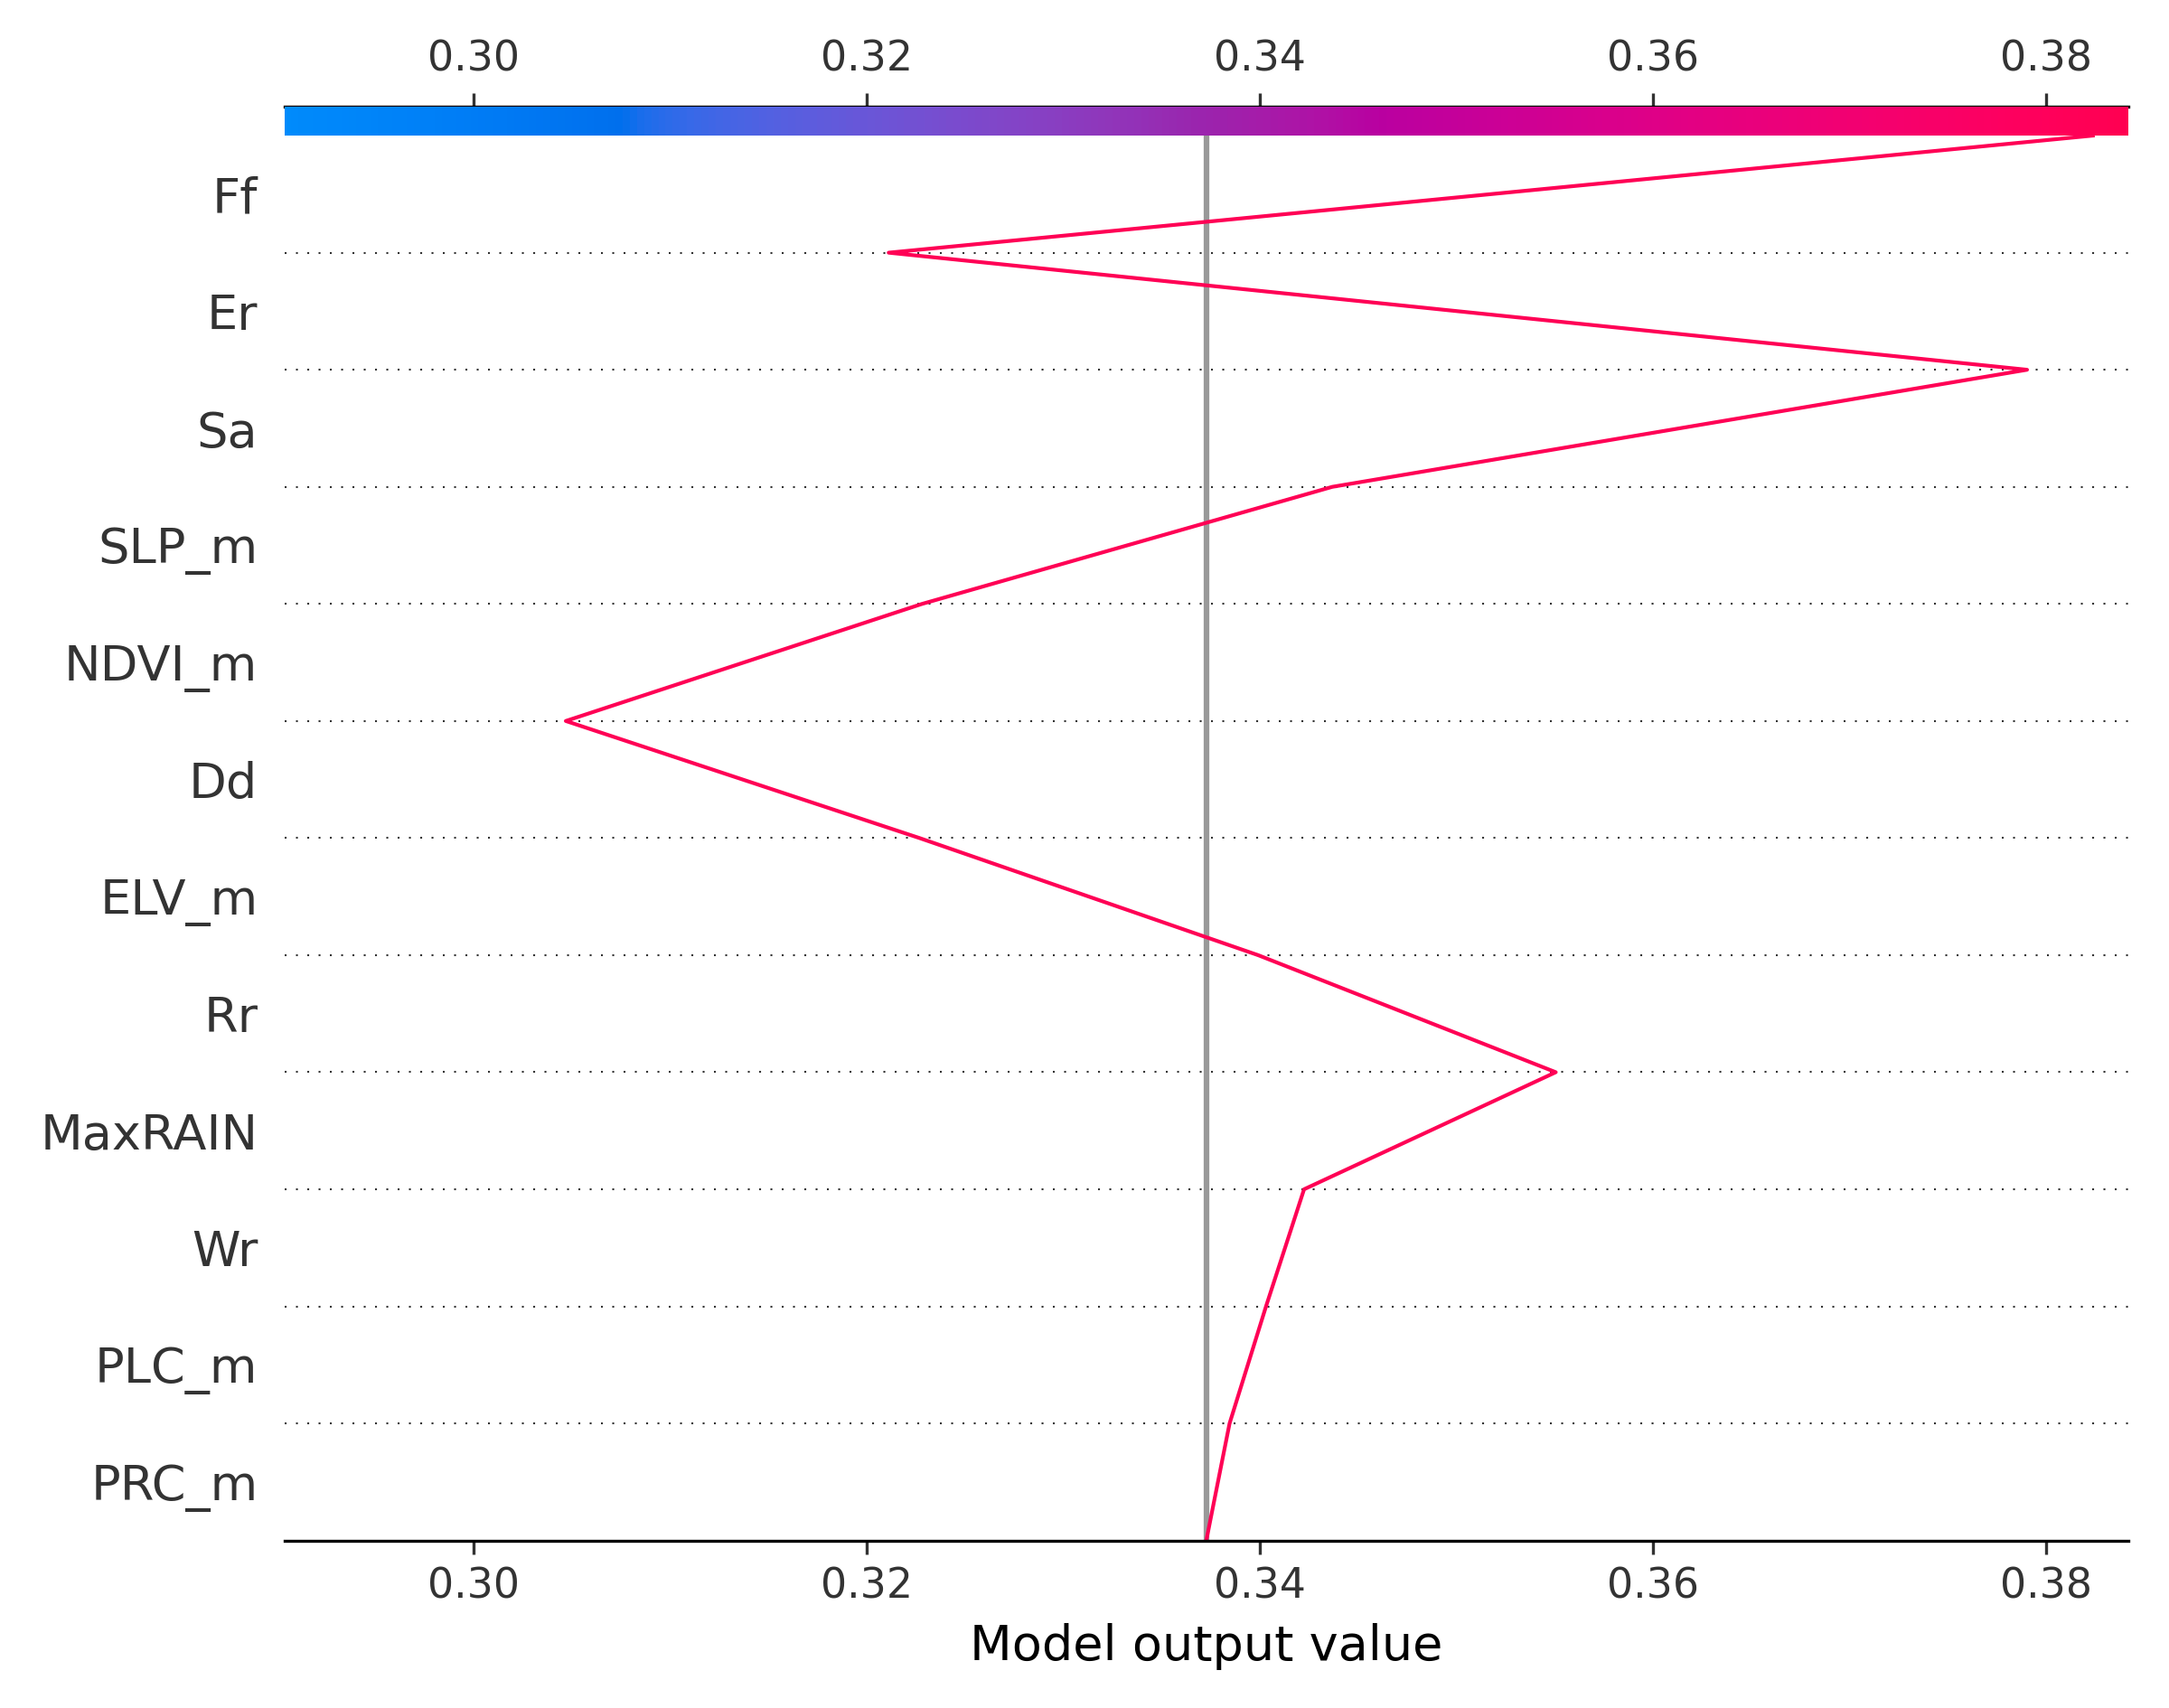 0.30 0.32 0.34 0.36 0.38
Ff
Er
Sa
SLP_m
NDVI_m
Dd
ELV_m
Rr
MaxRAIN
Wr
PLC_m
PRC_m
0.30 0.32 0.34 0.36 0.38
Model output value